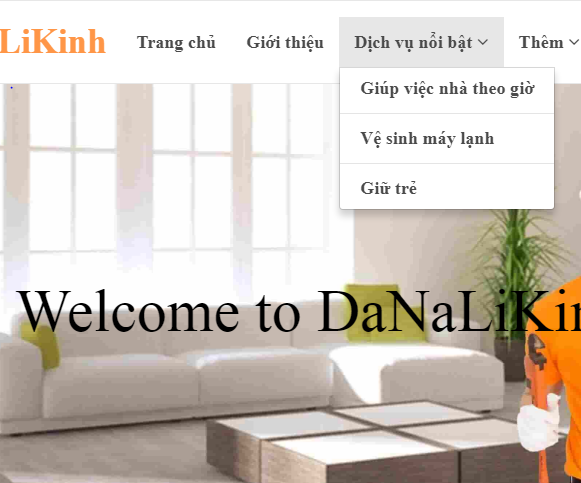 LiKinh Trang chủ Giới thiệu Dịch vụ nổi bật Thêm
Giúp việc nhà theo giờ
Vệ sinh máy lạnh
Giữ trẻ
Welcome to DaNaLiKin